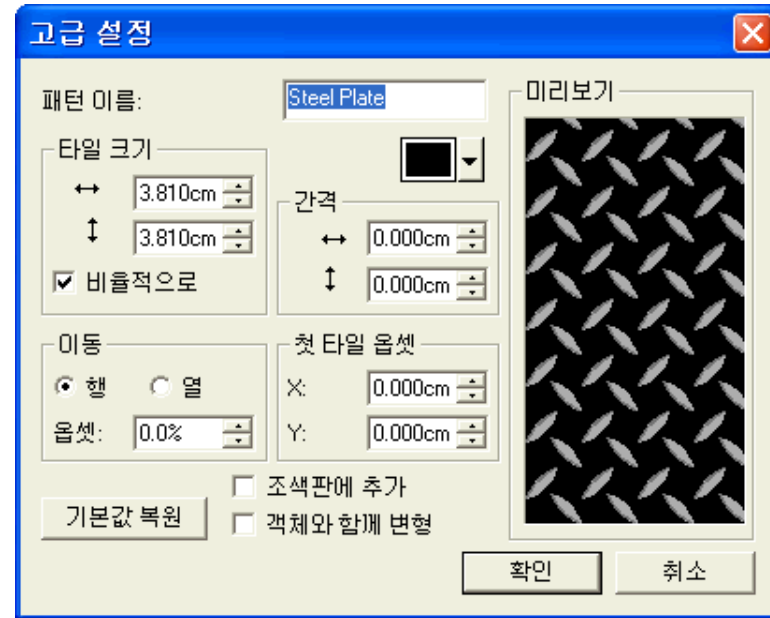 고급 설정
패턴 이름: Steel Plate
미리보기
타일 크기
3.810cm
3.810cm
비율적으로
간격
0.000cm
0.000cm
이동
행 열
옵셋: 0.0%
첫 타일 옵셋
X: 0.000cm
Y: 0.000cm
기본값 복원
조색판에 추가
객체와 함께 변형
확인 취소